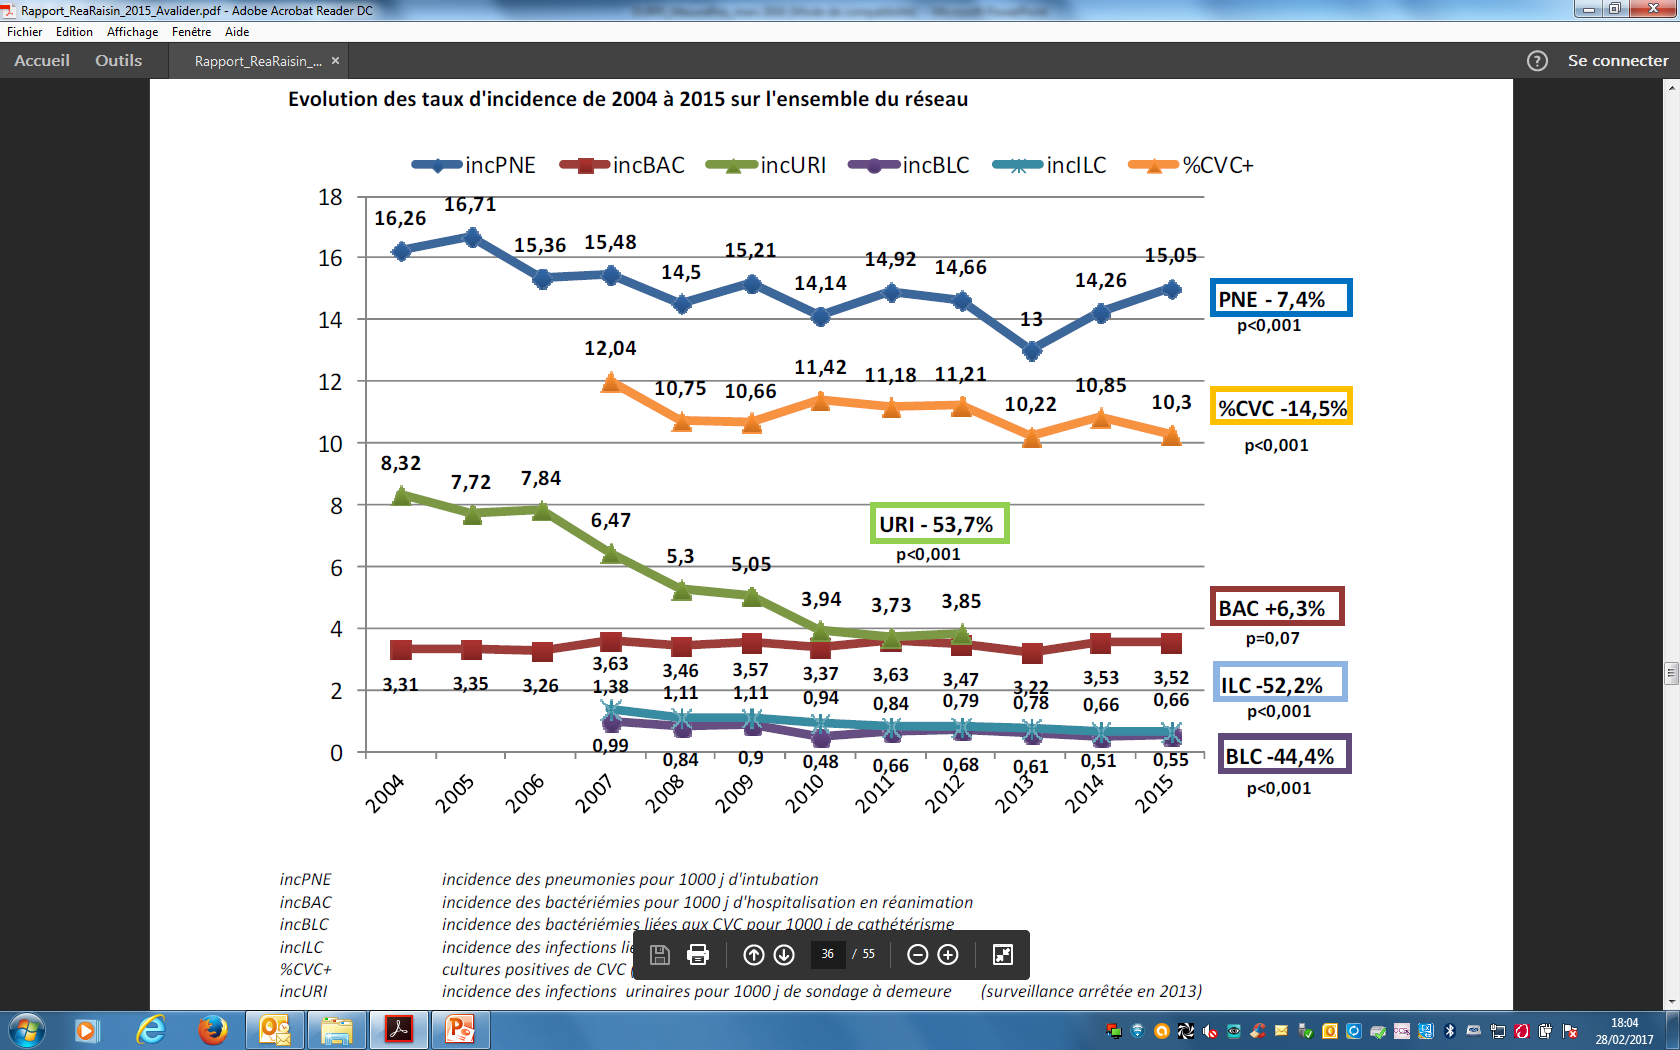 Rapport_ReaRaisin_2015_Avalider.pdf - Adobe Acrobat Reader DC
Fichier Edition Affichage Fenêtre Aide
Accueil Outils Rapport_ReaRaisin_... × ? Se connecter
Evolution des taux d'incidence de 2004 à 2015 sur l'ensemble du réseau
incPNE incBAC incURI incBLC incILC %CVC+
18
16
14
12
10
8
6
4
2
0
16,26 16,71 15,36 15,48 14,5 15,21 14,14 14,92 14,66 13 14,26 15,05
12,04 10,75 10,66 11,42 11,18 11,21 10,22 10,85 10,3
8,32 7,72 7,84 6,47 5,3 5,05 3,94 3,73 3,85
3,31 3,35 3,26 3,63 3,46 3,57 3,37 3,63 3,47 3,22 3,53 3,52
1,38 1,11 1,11 0,94 0,84 0,79 0,78 0,66 0,66
0,99 0,84 0,9 0,48 0,66 0,68 0,61 0,51 0,55
2004 2005 2006 2007 2008 2009 2010 2011 2012 2013 2014 2015
PNE - 7,4%
p<0,001
%CVC -14,5%
p<0,001
URI - 53,7%
p<0,001
BAC +6,3%
p=0,07
ILC -52,2%
p<0,001
BLC -44,4%
p<0,001
incPNE incidence des pneumonies pour 1000 j d'intubation
incBAC incidence des bactériémies pour 1000 j d'hospitalisation en réanimation
incBLC incidence des bactériémies liées aux CVC pour 1000 j de cathétérisme
incILC incidence des infections
%CVC+ cultures positives de CVC
incURI incidence des infections urinaires pour 1000 j de sondage à demeure (surveillance arrêtée en 2013)
36 / 55
18:04
28/02/2017